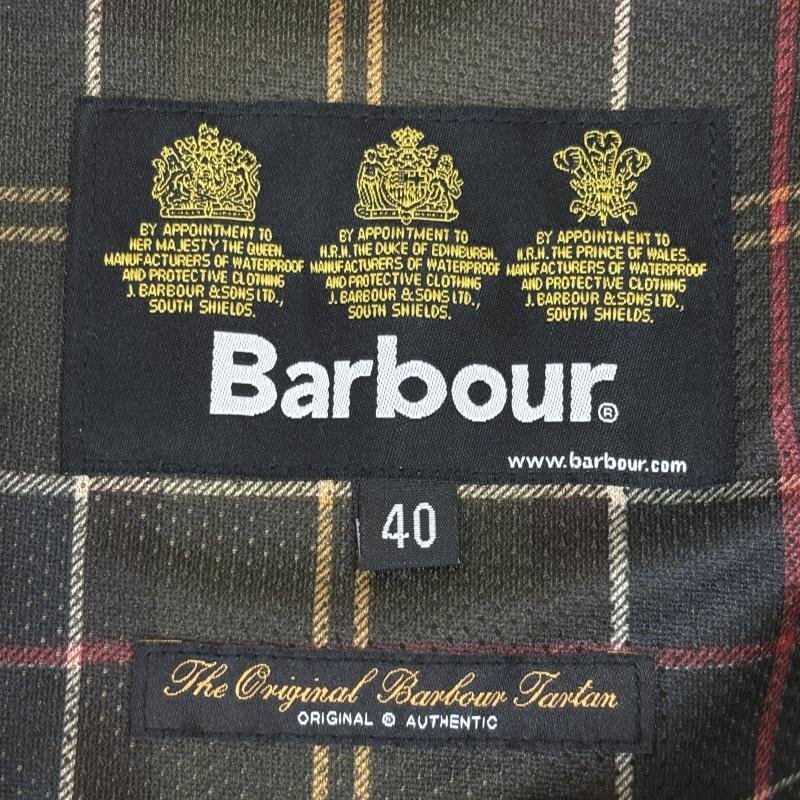 BY APPOINTMENT TO
HER MAJESTY THE QUEEN.
MANUFACTURERS OF WATERPROOF
AND PROTECTIVE CLOTHING
J. BARBOUR & SONS LTD.,
SOUTH SHIELDS.
BY APPOINTMENT TO
H.R.H. THE DUKE OF EDINBURGH.
MANUFACTURERS OF WATERPROOF
AND PROTECTIVE CLOTHING
J. BARBOUR & SONS LTD.,
SOUTH SHIELDS.
BY APPOINTMENT TO
H.R.H. THE PRINCE OF WALES.
MANUFACTURERS OF WATERPROOF
AND PROTECTIVE CLOTHING
J. BARBOUR & SONS LTD.,
SOUTH SHIELDS.
Barbour®
www.barbour.com
40
The Original Barbour Tartan
ORIGINAL ® AUTHENTIC